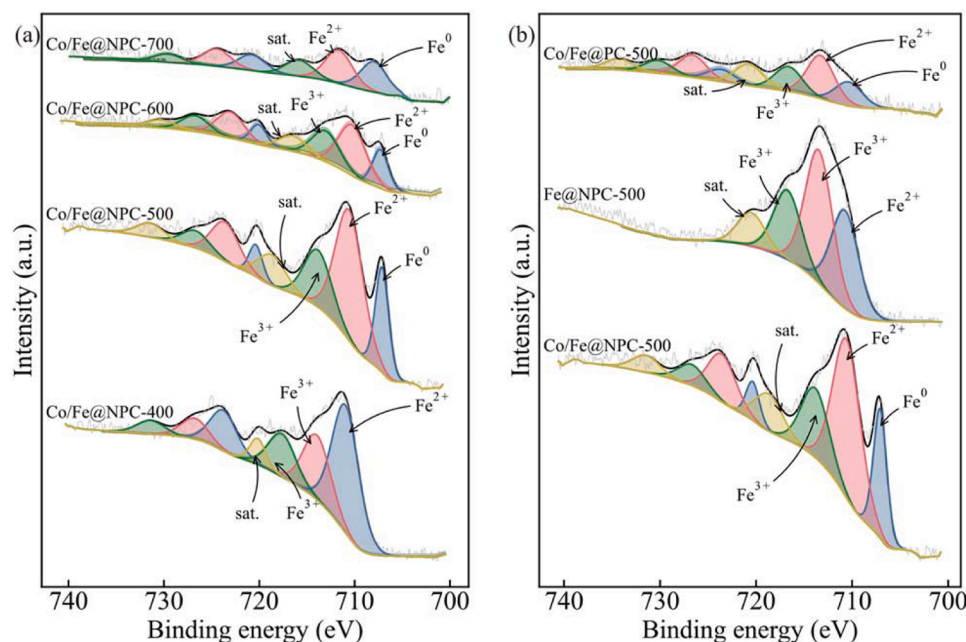 (a)
Co/Fe@NPC-700
sat.
Fe2+
Fe0
Co/Fe@NPC-600
sat.
Fe3+
Fe2+
Fe0
Co/Fe@NPC-500
sat.
Fe2+
Fe0
Fe3+
Co/Fe@NPC-400
Fe3+
Fe2+
sat.
Fe3+
Intensity (a.u.)
740 730 720 710 700
Binding energy (eV)
(b)
Co/Fe@PC-500
Fe2+
Fe0
sat.
Fe3+
Fe@NPC-500
Fe3+
Fe3+
sat.
Fe2+
Co/Fe@NPC-500
sat.
Fe2+
Fe0
Fe3+
Intensity (a.u.)
740 730 720 710 700
Binding energy (eV)